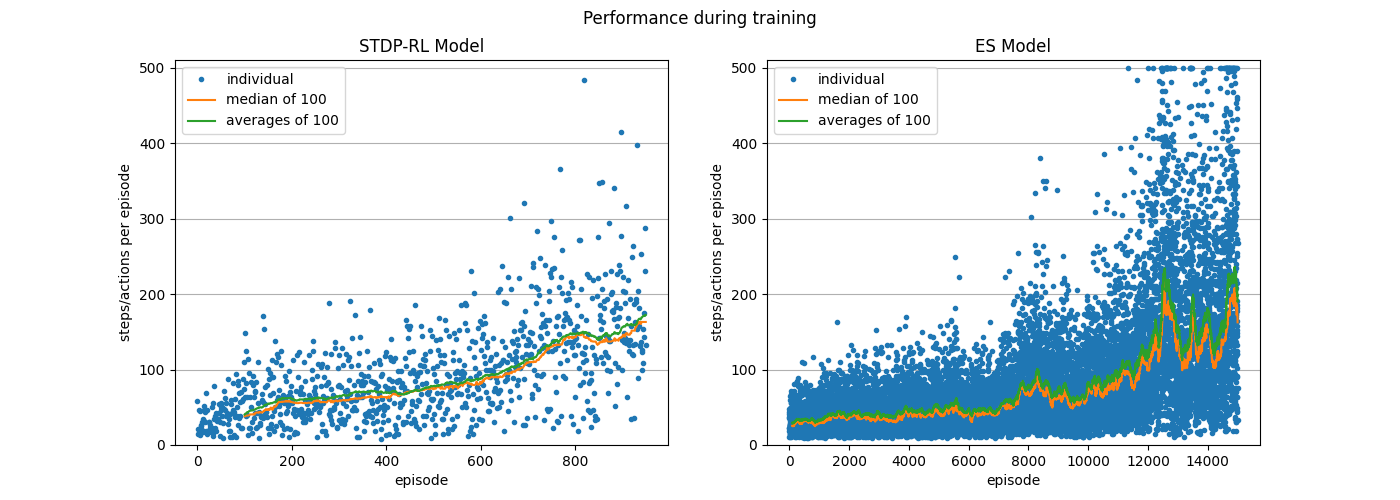 Performance during training
STDP-RL Model
steps/actions per episode
500
400
300
200
100
0
individual
median of 100
averages of 100
0 200 400 600 800
episode
ES Model
steps/actions per episode
500
400
300
200
100
0
individual
median of 100
averages of 100
0 2000 4000 6000 8000 10000 12000 14000
episode